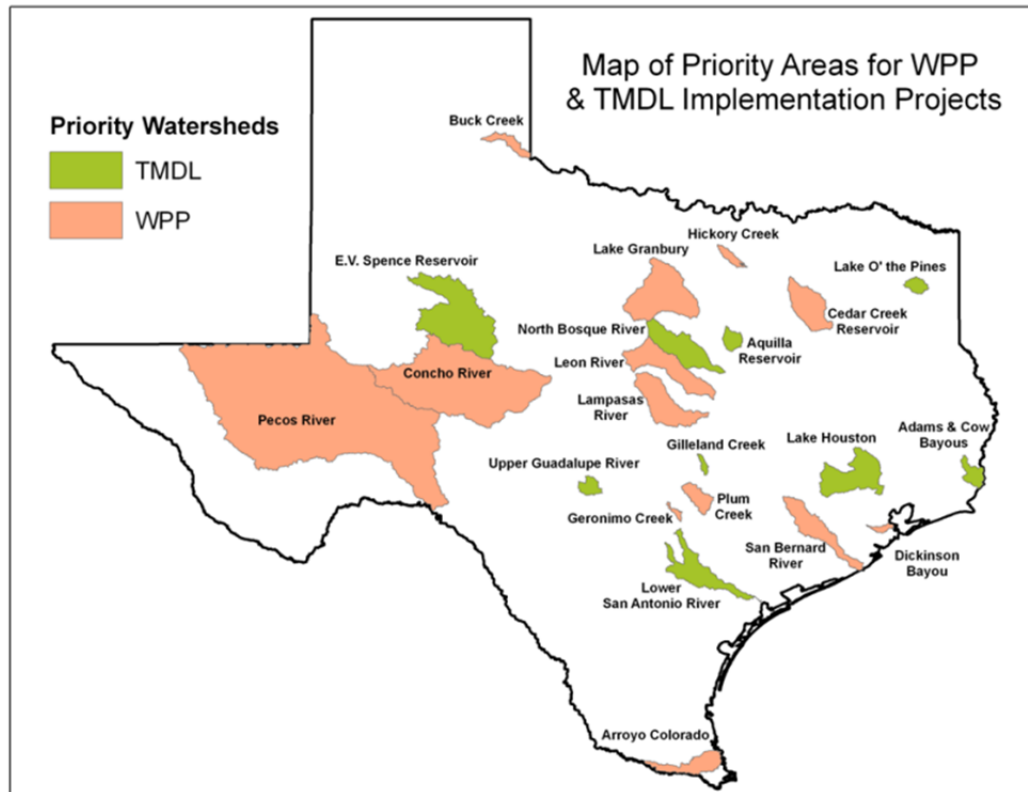 Map of Priority Areas for WPP
& TMDL Implementation Projects
Priority Watersheds
TMDL
WPP
Buck Creek
Hickory Creek
Lake Granbury
E.V. Spence Reservoir
Lake O' the Pines
Cedar Creek
Reservoir
North Bosque River
Aquilla
Reservoir
Leon River
Concho River
Lampasas
River
Pecos River
Adams & Cow
Bayous
Lake Houston
Gilleland Creek
Upper Guadalupe River
Plum
Creek
Geronimo Creek
San Bernard
River
Dickinson
Bayou
Lower
San Antonio River
Arroyo Colorado